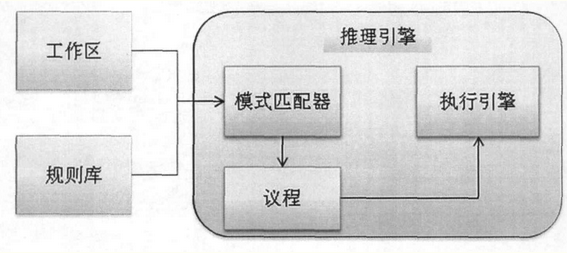 工作区
推理引擎
模式匹配器
执行引擎
规则库
议程